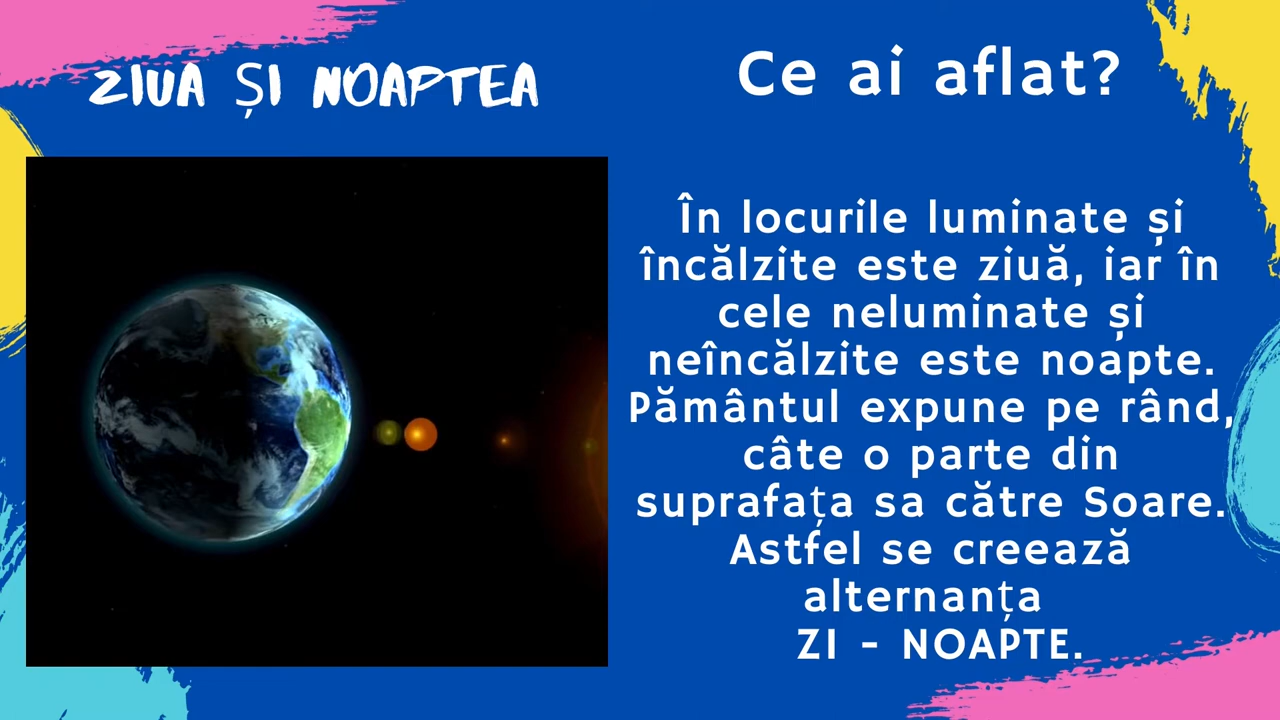 ZIUA ȘI NOAPTEA
Ce ai aflat?
În locurile luminate și
încălzite este ziuă, iar în
cele neluminate și
neîncălzite este noapte.
Pământul expune pe rând,
câte o parte din
suprafața sa către Soare.
Astfel se creează
alternanța
ZI - NOAPTE.